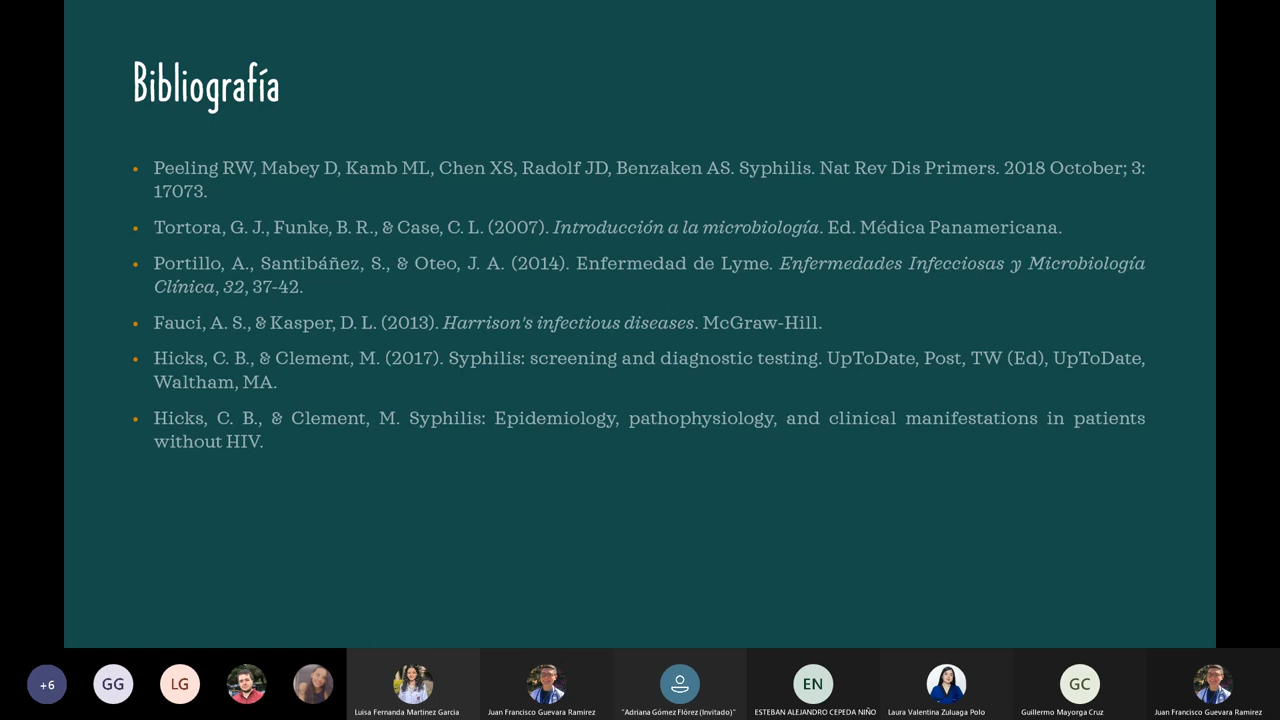 Bibliografía
• Peeling RW, Mabey D, Kamb ML, Chen XS, Radolf JD, Benzaken AS. Syphilis. Nat Rev Dis Primers. 2018 October; 3:
17073.
• Tortora, G. J., Funke, B. R., & Case, C. L. (2007). Introducción a la microbiología. Ed. Médica Panamericana.
• Portillo, A., Santibáñez, S., & Oteo, J. A. (2014). Enfermedad de Lyme. Enfermedades Infecciosas y Microbiología
Clínica, 32, 37-42.
• Fauci, A. S., & Kasper, D. L. (2013). Harrison's infectious diseases. McGraw-Hill.
• Hicks, C. B., & Clement, M. (2017). Syphilis: screening and diagnostic testing. UpToDate, Post, TW (Ed), UpToDate,
Waltham, MA.
• Hicks, C. B., & Clement, M. Syphilis: Epidemiology, pathophysiology, and clinical manifestations in patients
without HIV.
+6 GG LG EN GC
Luisa Fernanda Martinez Garcia Juan Francisco Guevara Ramirez "Adriana Gómez Flórez (Invitado)" ESTEBAN ALEJANDRO CEPEDA NIÑO Laura Valentina Zuluaga Polo Guillermo Mayorga Cruz Juan Francisco Guevara Ramirez